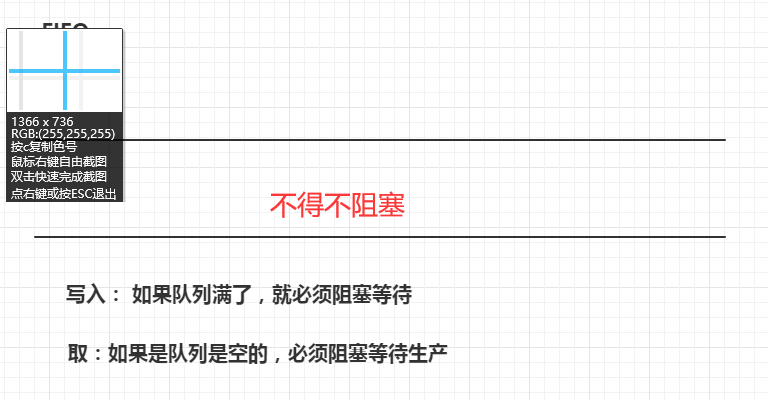 FIFO
1366 x 736
RGB:(255,255,255)
按c复制色号
鼠标右键自由截图
双击快速完成截图
点右键或按ESC退出
不得不阻塞
写入： 如果队列满了，就必须阻塞等待
取：如果是队列是空的，必须阻塞等待生产